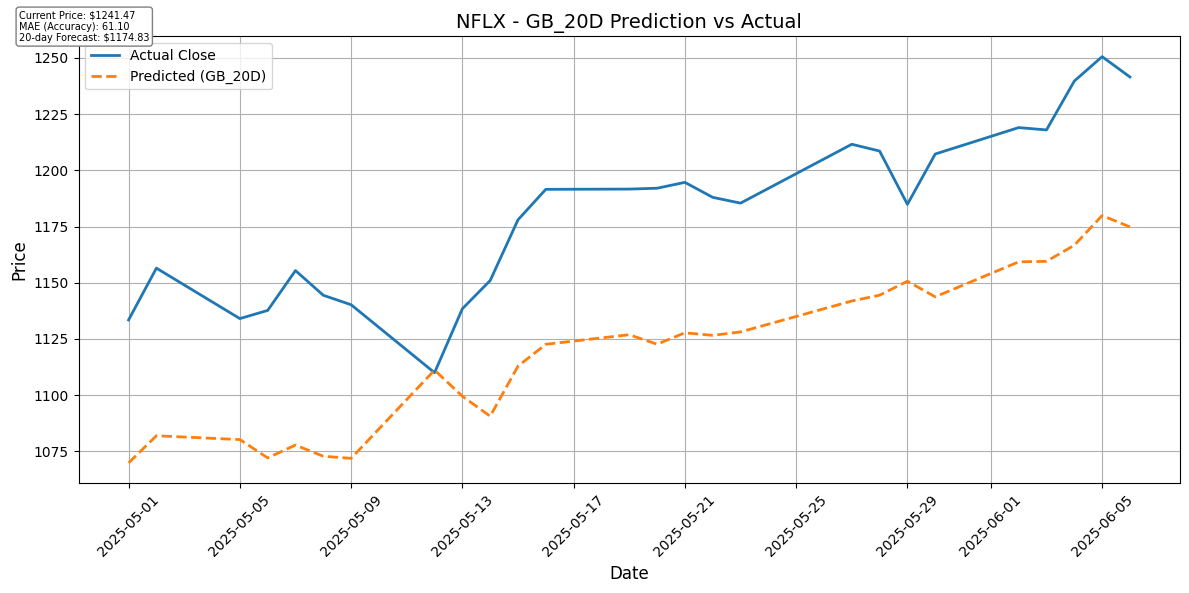 NFLX - GB_20D Prediction vs Actual
Current Price: $1241.47
MAE (Accuracy): 61.10
20-day Forecast: $1174.83
Actual Close
Predicted (GB_20D)
Price
1250
1225
1200
1175
1150
1125
1100
1075
2025-05-01
2025-05-05
2025-05-09
2025-05-13
2025-05-17
2025-05-21
2025-05-25
2025-05-29
2025-06-01
2025-06-05
Date